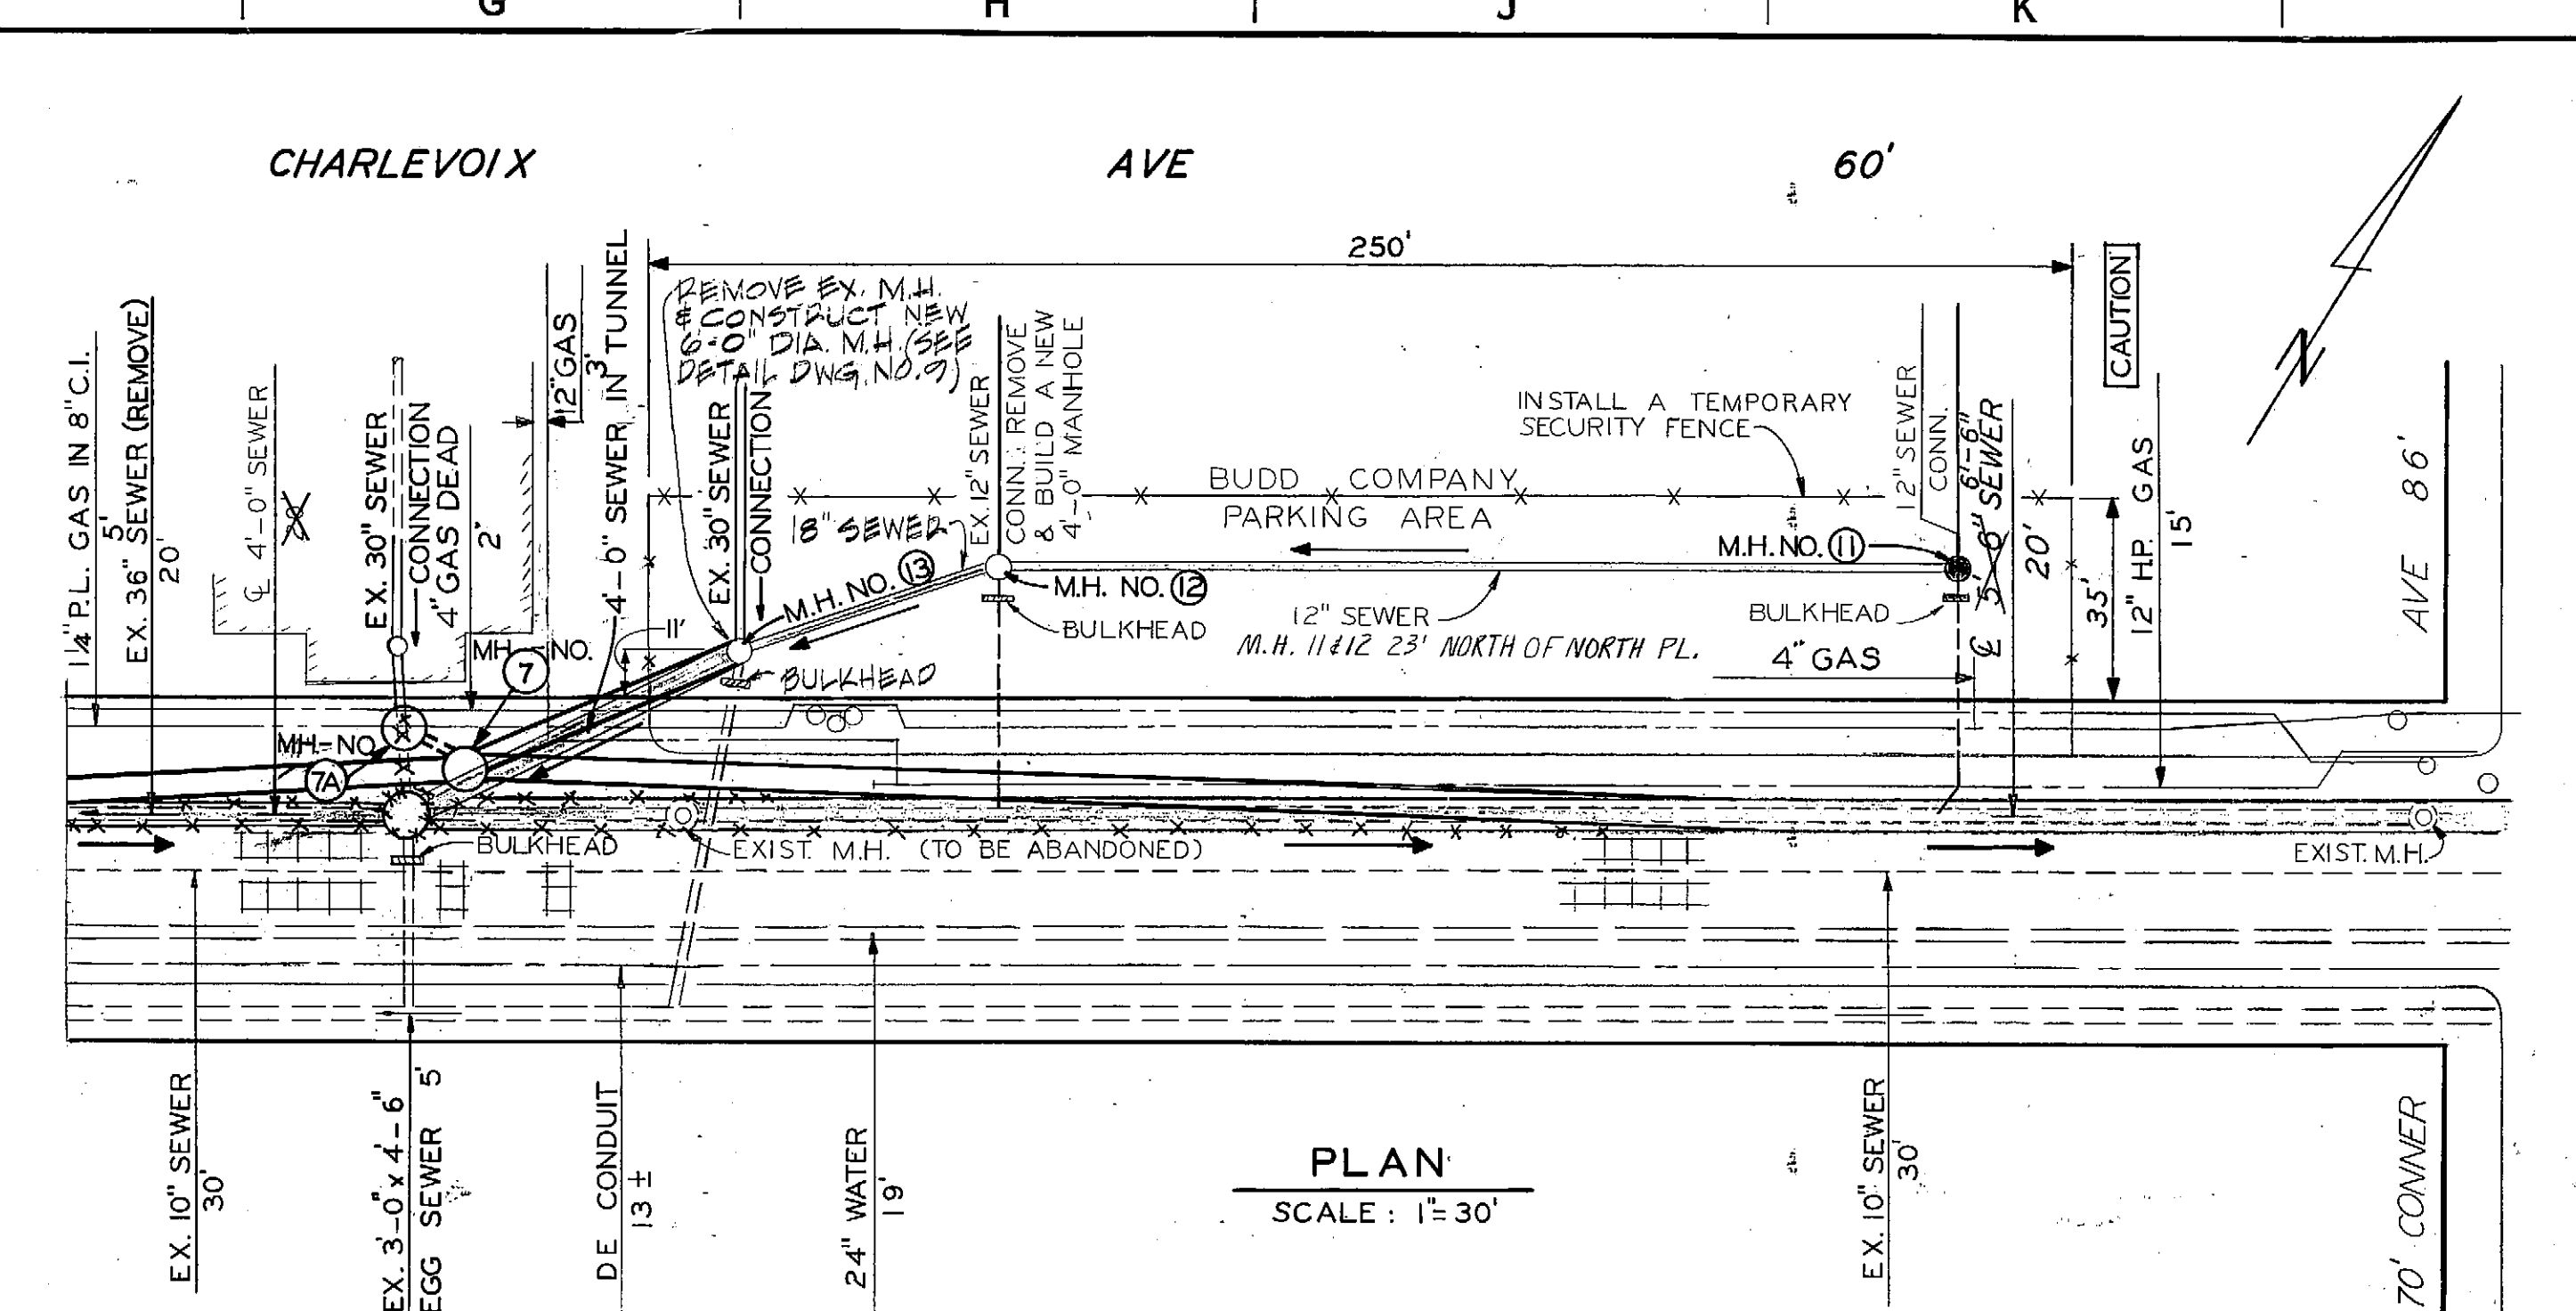 G
H
J
K
CHARLEVOIX AVE 60'
250'
CAUTION
1¼" P.L. GAS IN 8" C.I.
5'
EX. 36" SEWER (REMOVE)
20'
℄ 4'-0" SEWER
EX. 30" SEWER
CONNECTION
4" GAS DEAD
2'
12" GAS
3'
4'-0" SEWER IN TUNNEL
REMOVE EX. M.H.
& CONSTRUCT NEW
6'-0" DIA. M.H. (SEE
DETAIL DWG. NO. 9)
EX. 30" SEWER
CONNECTION
EX. 12" SEWER
CONN. REMOVE
& BUILD A NEW
4'-0" MANHOLE
INSTALL A TEMPORARY
SECURITY FENCE
BUDD COMPANY
PARKING AREA
18" SEWER
12" SEWER
CONN.
6'-6"
℄ 5'-6" SEWER
20'
35'
12" HP. GAS
15'
AVE 86'
M.H. NO. 11
M.H. NO. 13
M.H. NO. 12
BULKHEAD
12" SEWER
M.H. 11 & 12 23' NORTH OF NORTH PL.
BULKHEAD
4" GAS
11'
BULKHEAD
MH.-NO.
7
MH.-NO
7A
BULKHEAD
EXIST. M.H. (TO BE ABANDONED)
EXIST. M.H.
EX. 10" SEWER
30'
EX. 3'-0" x 4'-6"
EGG SEWER 5'
DE CONDUIT
13 ±
24" WATER
19'
PLAN
SCALE: 1"=30'
EX. 10" SEWER
30'
70' CONNER
N